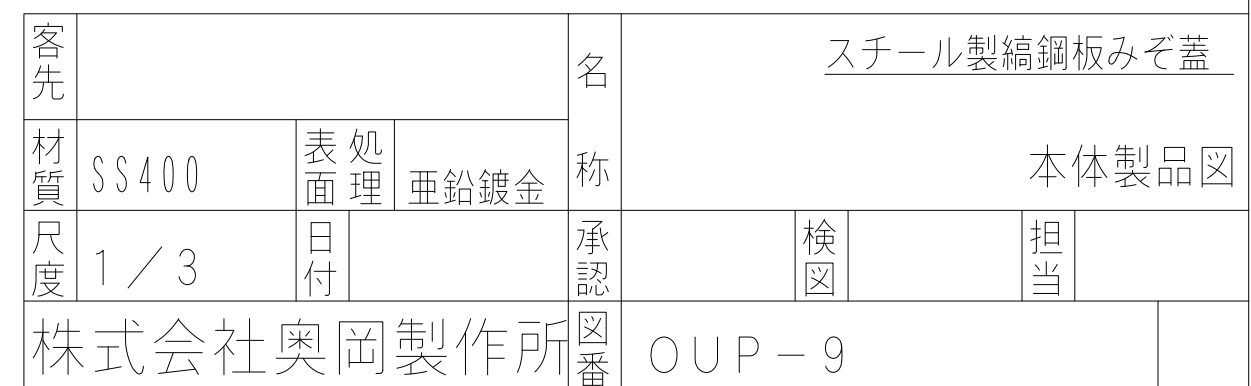 客先
名称
スチール製縞鋼板みぞ蓋
本体製品図
材質 SS400 表面処理 亜鉛鍍金
尺度 1/3 日付 承認 検図 担当
株式会社奥岡製作所 図番 OUP-9